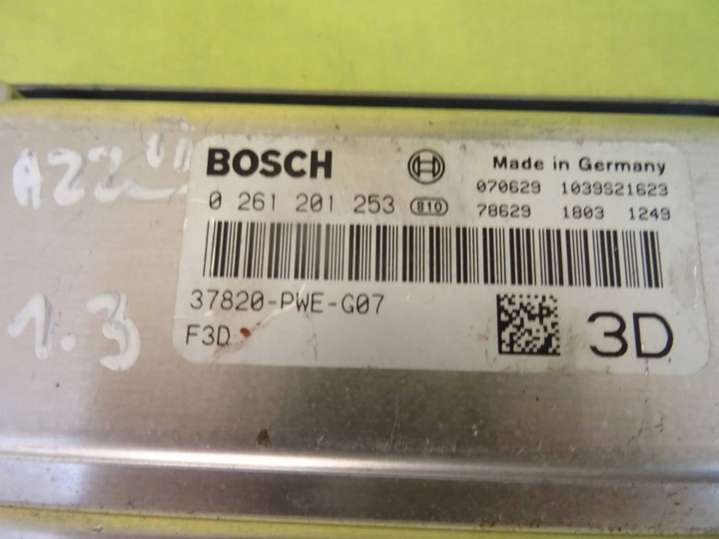 BOSCH
Made in Germany
070629 1039S21623
0 261 201 253 810
78629 1803 1249
37820-PWE-G07
F3D
3D
1.3